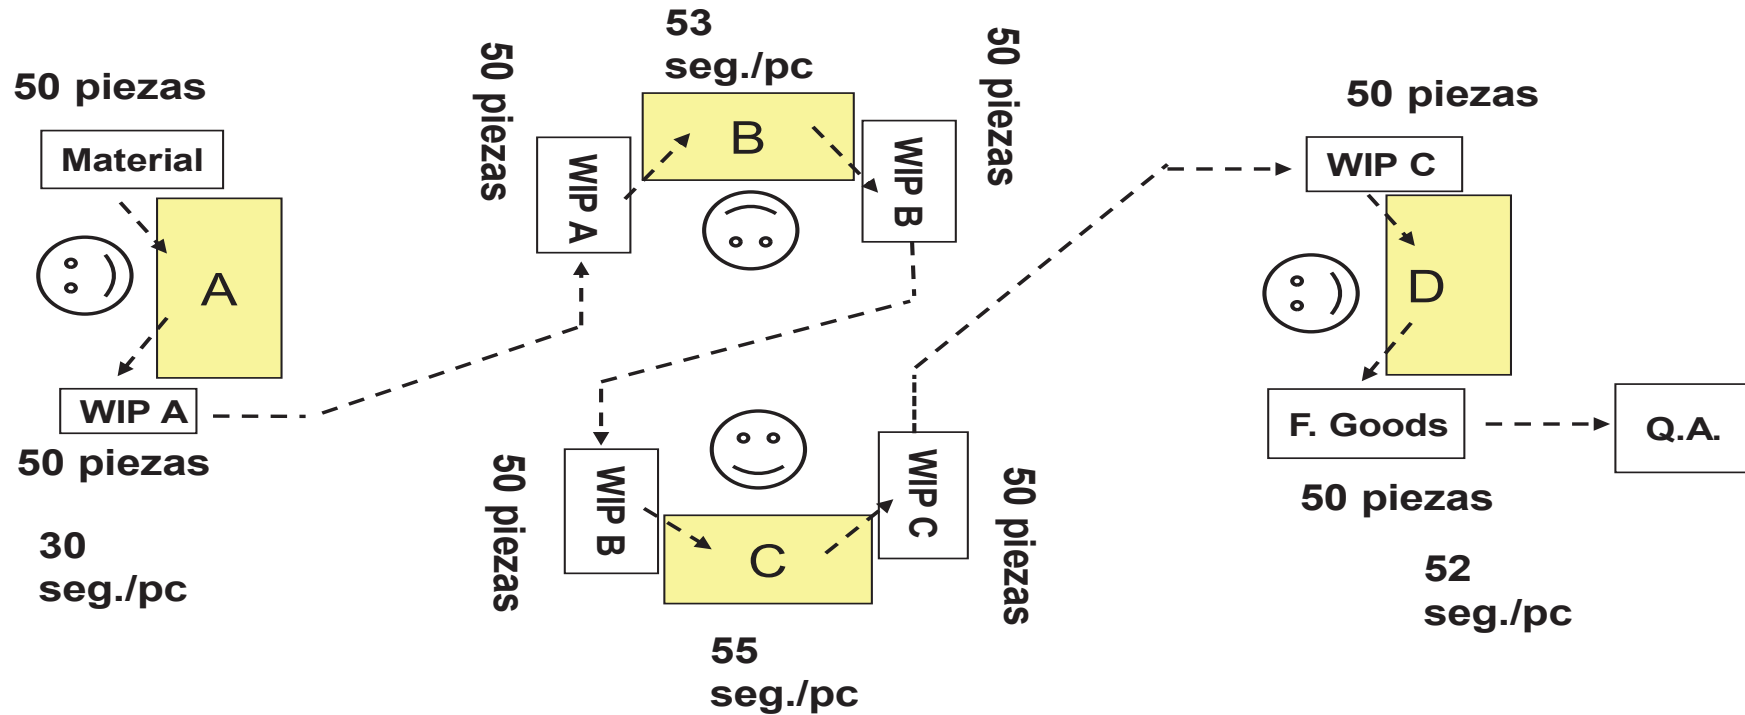 50 piezas
Material
A
WIP A
50 piezas
30
seg./pc
53
seg./pc
50 piezas
WIP A
B
WIP B
50 piezas
50 piezas
WIP B
C
WIP C
50 piezas
55
seg./pc
50 piezas
WIP C
D
F. Goods
Q.A.
50 piezas
52
seg./pc